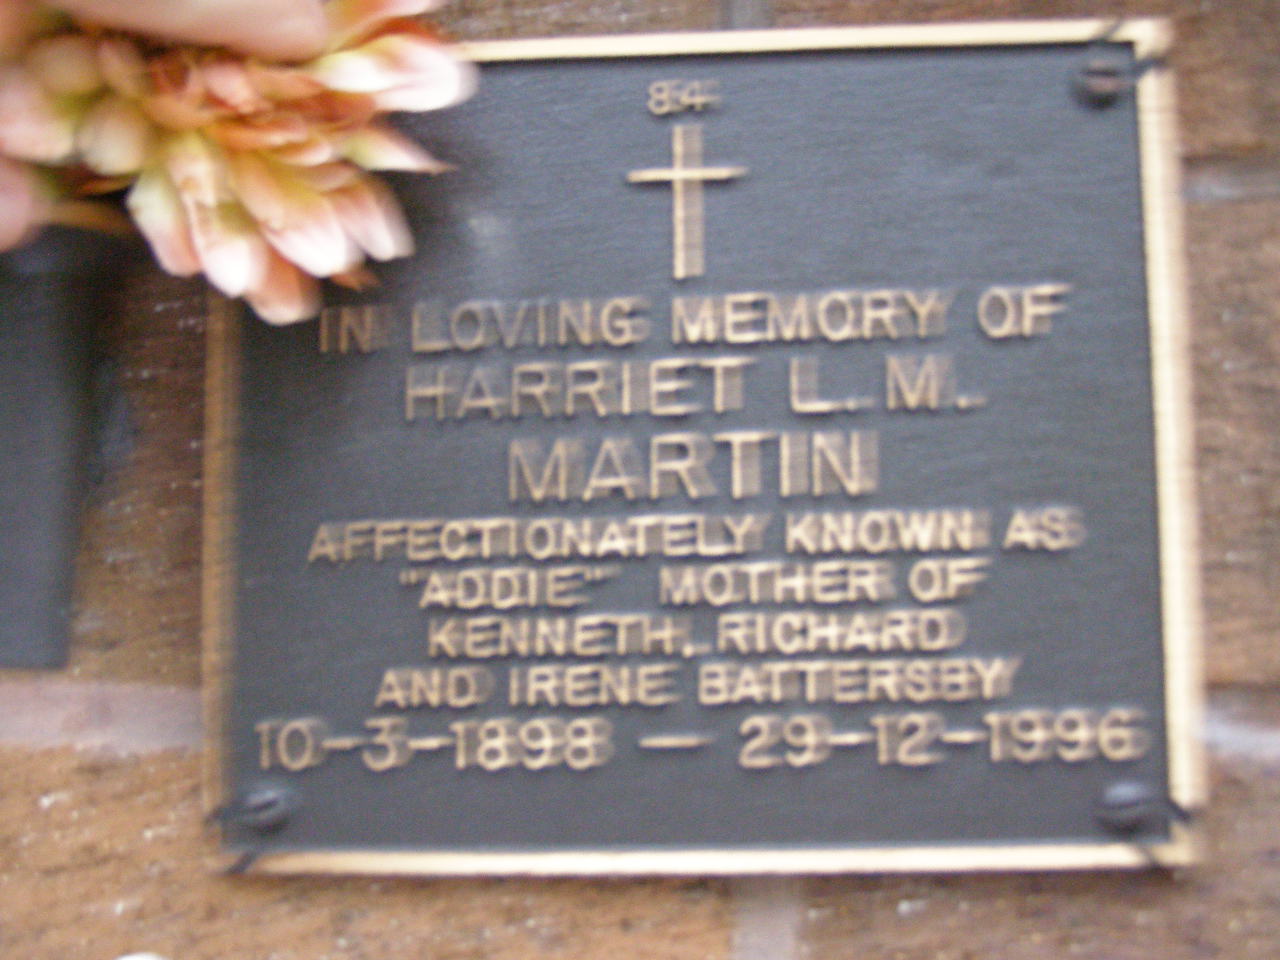 84
IN LOVING MEMORY OF
HARRIET L. M.
MARTIN
AFFECTIONATELY KNOWN AS
"ADDIE" MOTHER OF
KENNETH, RICHARD
AND IRENE BATTERSBY
10-3-1898 — 29-12-1996